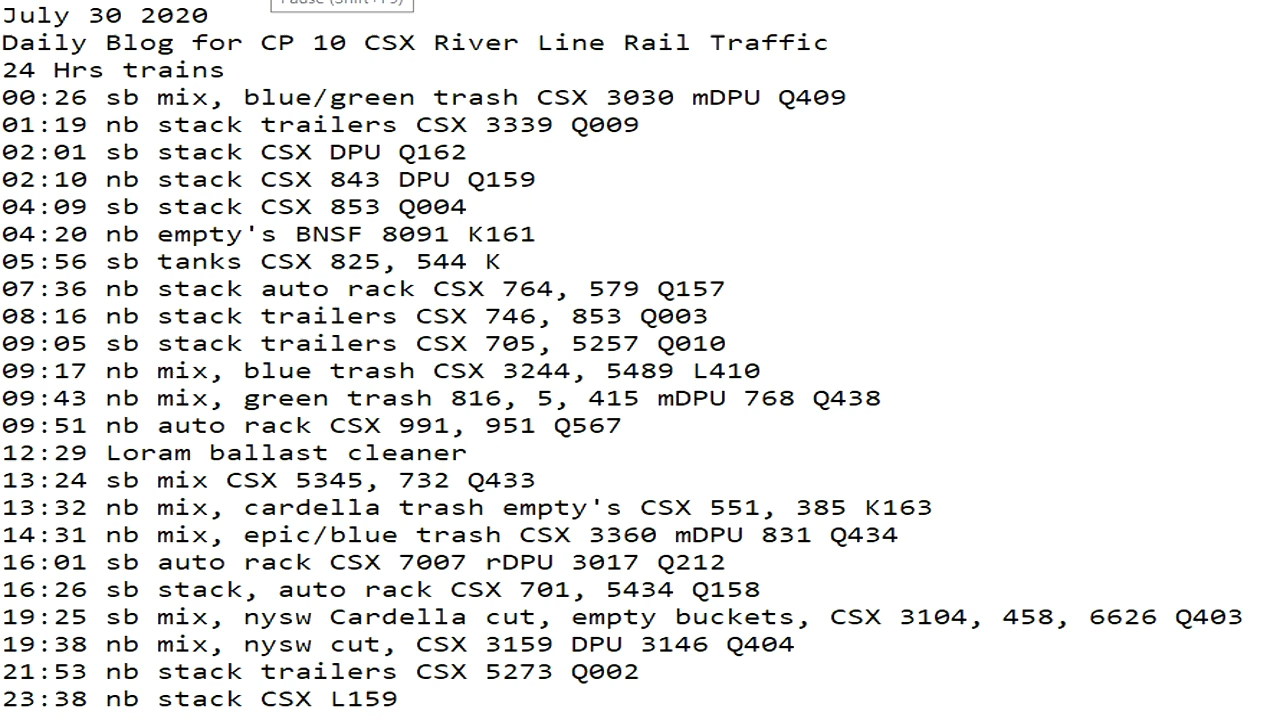 July 30 2020
Daily Blog for CP 10 CSX River Line Rail Traffic
24 Hrs trains
00:26 sb mix, blue/green trash CSX 3030 mDPU Q409
01:19 nb stack trailers CSX 3339 Q009
02:01 sb stack CSX DPU Q162
02:10 nb stack CSX 843 DPU Q159
04:09 sb stack CSX 853 Q004
04:20 nb empty's BNSF 8091 K161
05:56 sb tanks CSX 825, 544 K
07:36 nb stack auto rack CSX 764, 579 Q157
08:16 nb stack trailers CSX 746, 853 Q003
09:05 sb stack trailers CSX 705, 5257 Q010
09:17 nb mix, blue trash CSX 3244, 5489 L410
09:43 nb mix, green trash 816, 5, 415 mDPU 768 Q438
09:51 nb auto rack CSX 991, 951 Q567
12:29 Loram ballast cleaner
13:24 sb mix CSX 5345, 732 Q433
13:32 nb mix, cardella trash empty's CSX 551, 385 K163
14:31 nb mix, epic/blue trash CSX 3360 mDPU 831 Q434
16:01 sb auto rack CSX 7007 rDPU 3017 Q212
16:26 sb stack, auto rack CSX 701, 5434 Q158
19:25 sb mix, nysw Cardella cut, empty buckets, CSX 3104, 458, 6626 Q403
19:38 nb mix, nysw cut, CSX 3159 DPU 3146 Q404
21:53 nb stack trailers CSX 5273 Q002
23:38 nb stack CSX L159